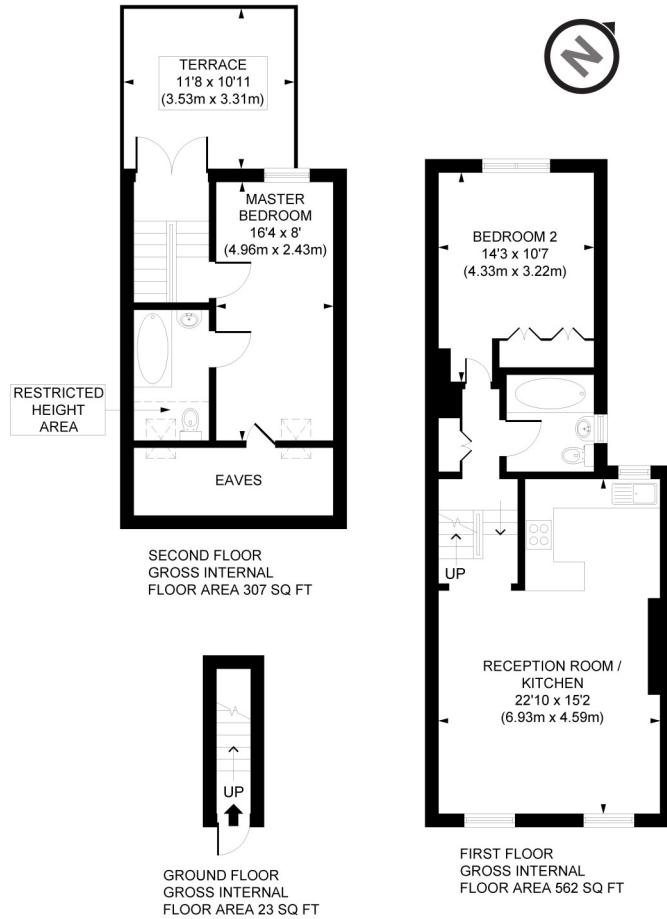 TERRACE
11'8 x 10'11
(3.53m x 3.31m)
N
MASTER
BEDROOM
16'4 x 8'
(4.96m x 2.43m)
BEDROOM 2
14'3 x 10'7
(4.33m x 3.22m)
RESTRICTED
HEIGHT
AREA
EAVES
SECOND FLOOR
GROSS INTERNAL
FLOOR AREA 307 SQ FT
UP
RECEPTION ROOM /
KITCHEN
22'10 x 15'2
(6.93m x 4.59m)
UP
GROUND FLOOR
GROSS INTERNAL
FLOOR AREA 23 SQ FT
FIRST FLOOR
GROSS INTERNAL
FLOOR AREA 562 SQ FT